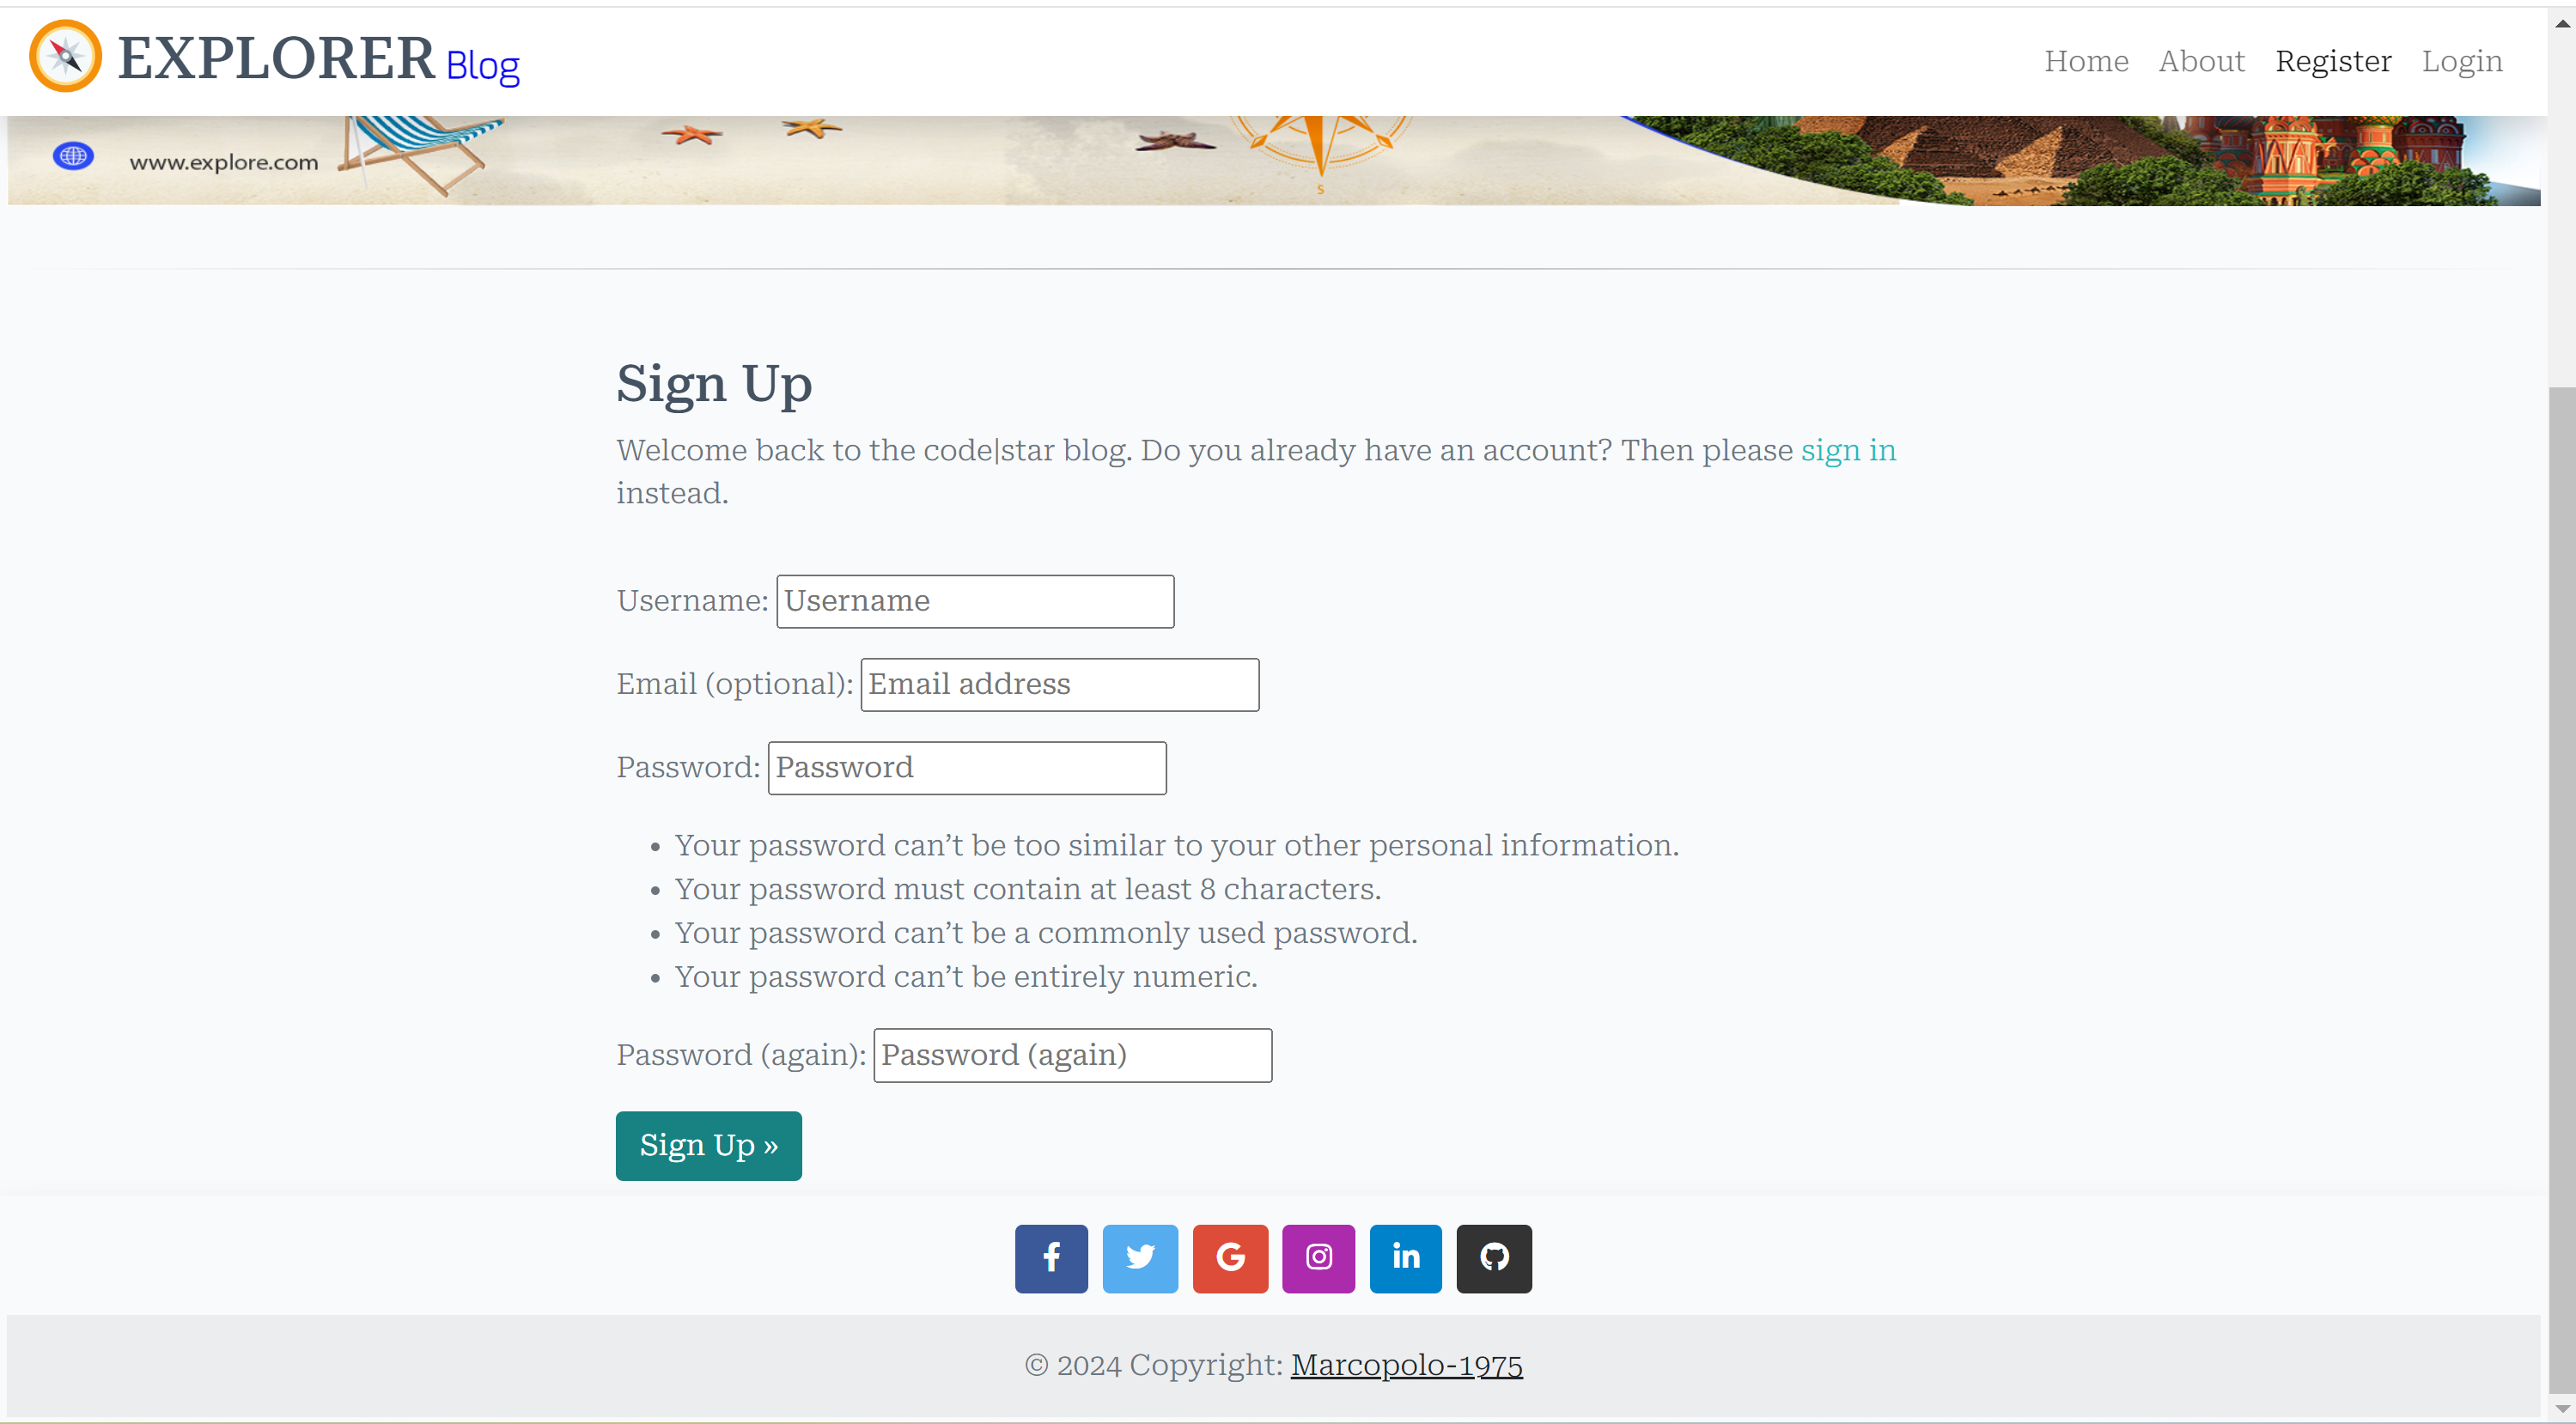 EXPLORER Blog
Home About Register Login
www.explore.com
S
Sign Up
Welcome back to the code|star blog. Do you already have an account? Then please sign in
instead.
Username: Username
Email (optional): Email address
Password: Password
• Your password can’t be too similar to your other personal information.
• Your password must contain at least 8 characters.
• Your password can’t be a commonly used password.
• Your password can’t be entirely numeric.
Password (again): Password (again)
Sign Up »
© 2024 Copyright: Marcopolo-1975